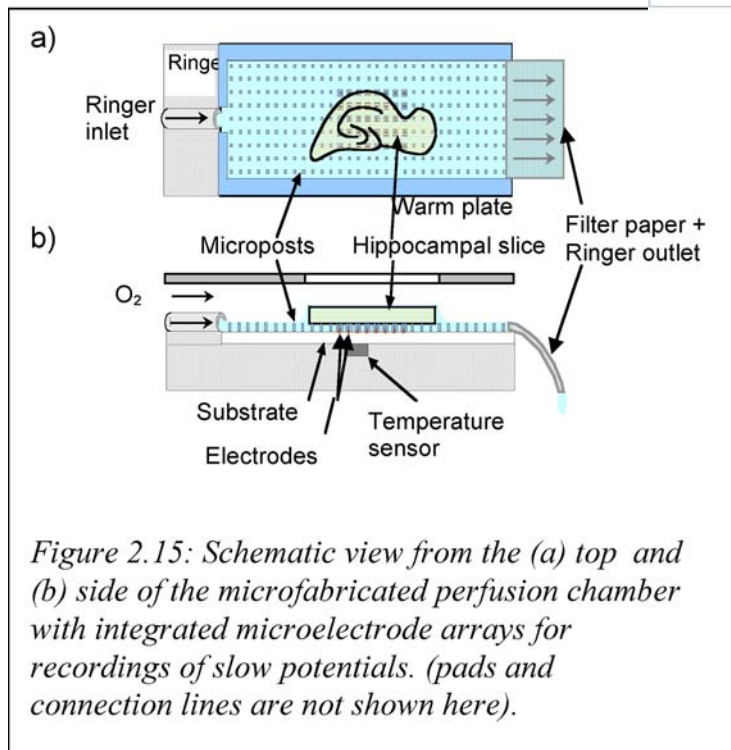 a)
Ringe
Ringer
inlet
Warm plate
b)
Microposts
Hippocampal slice
Filter paper +
Ringer outlet
O₂
Substrate
Temperature
sensor
Electrodes
Figure 2.15: Schematic view from the (a) top and
(b) side of the microfabricated perfusion chamber
with integrated microelectrode arrays for
recordings of slow potentials. (pads and
connection lines are not shown here).